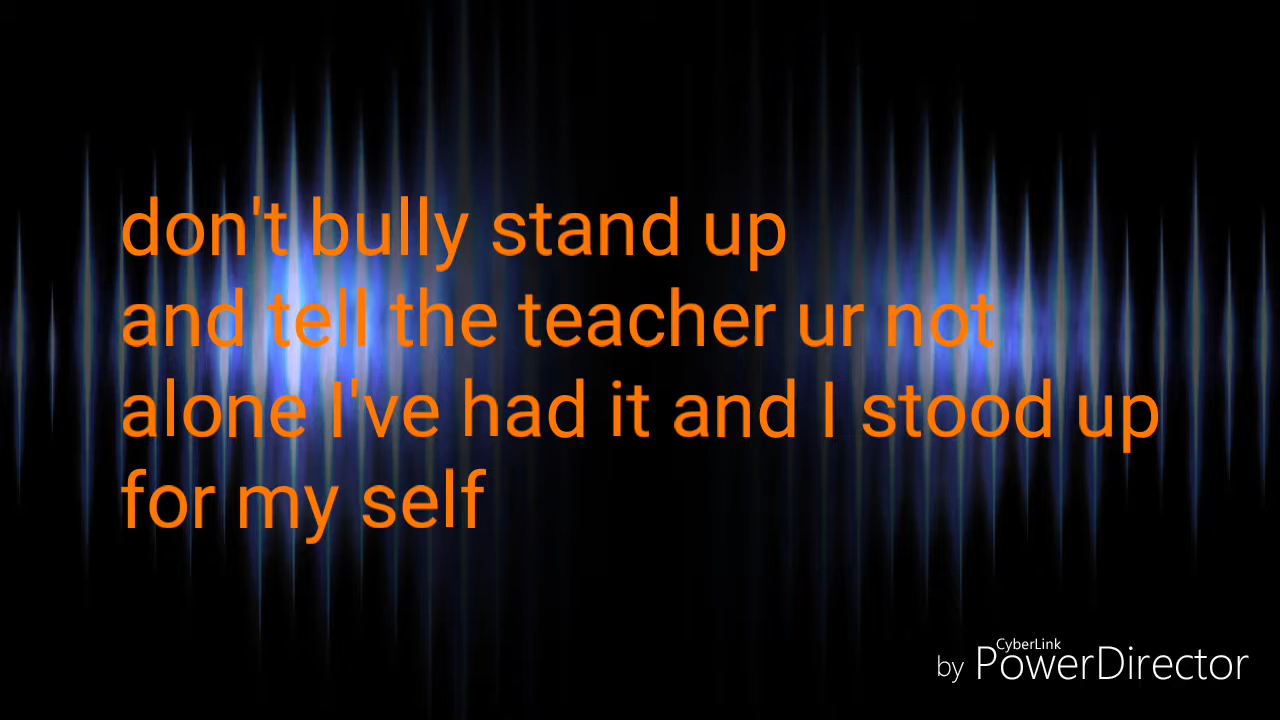 don't bully stand up
and tell the teacher ur not
alone I've had it and I stood up
for my self
CyberLink
by PowerDirector